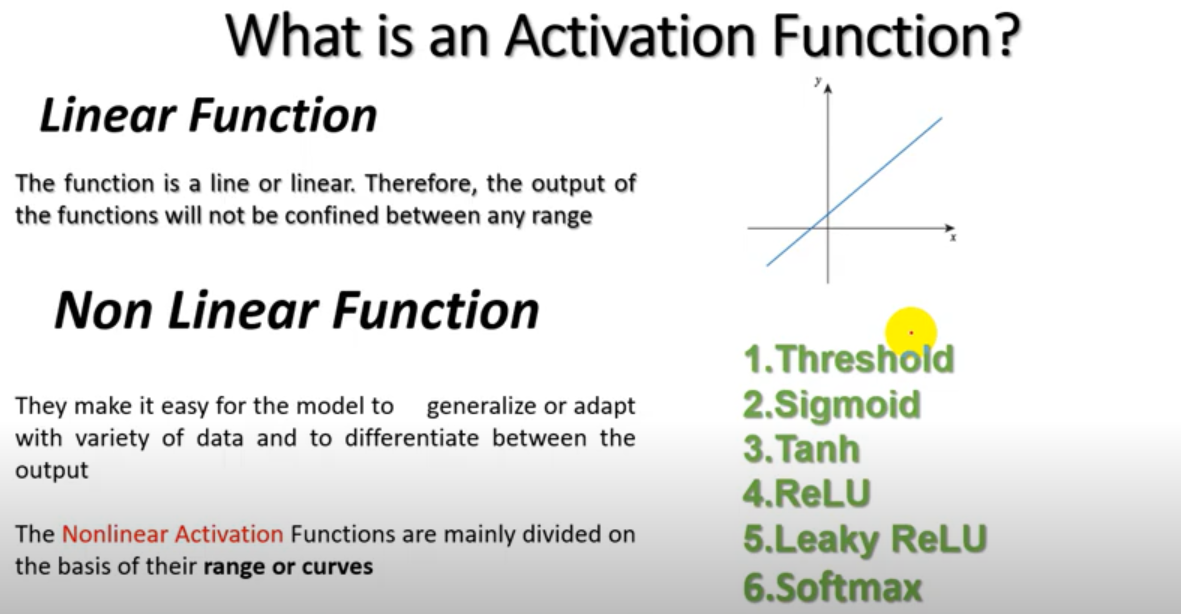 What is an Activation Function?
Linear Function
The function is a line or linear. Therefore, the output of
the functions will not be confined between any range
y
x
Non Linear Function
They make it easy for the model to generalize or adapt
with variety of data and to differentiate between the
output
The Nonlinear Activation Functions are mainly divided on
the basis of their range or curves
1.Threshold
2.Sigmoid
3.Tanh
4.ReLU
5.Leaky ReLU
6.Softmax